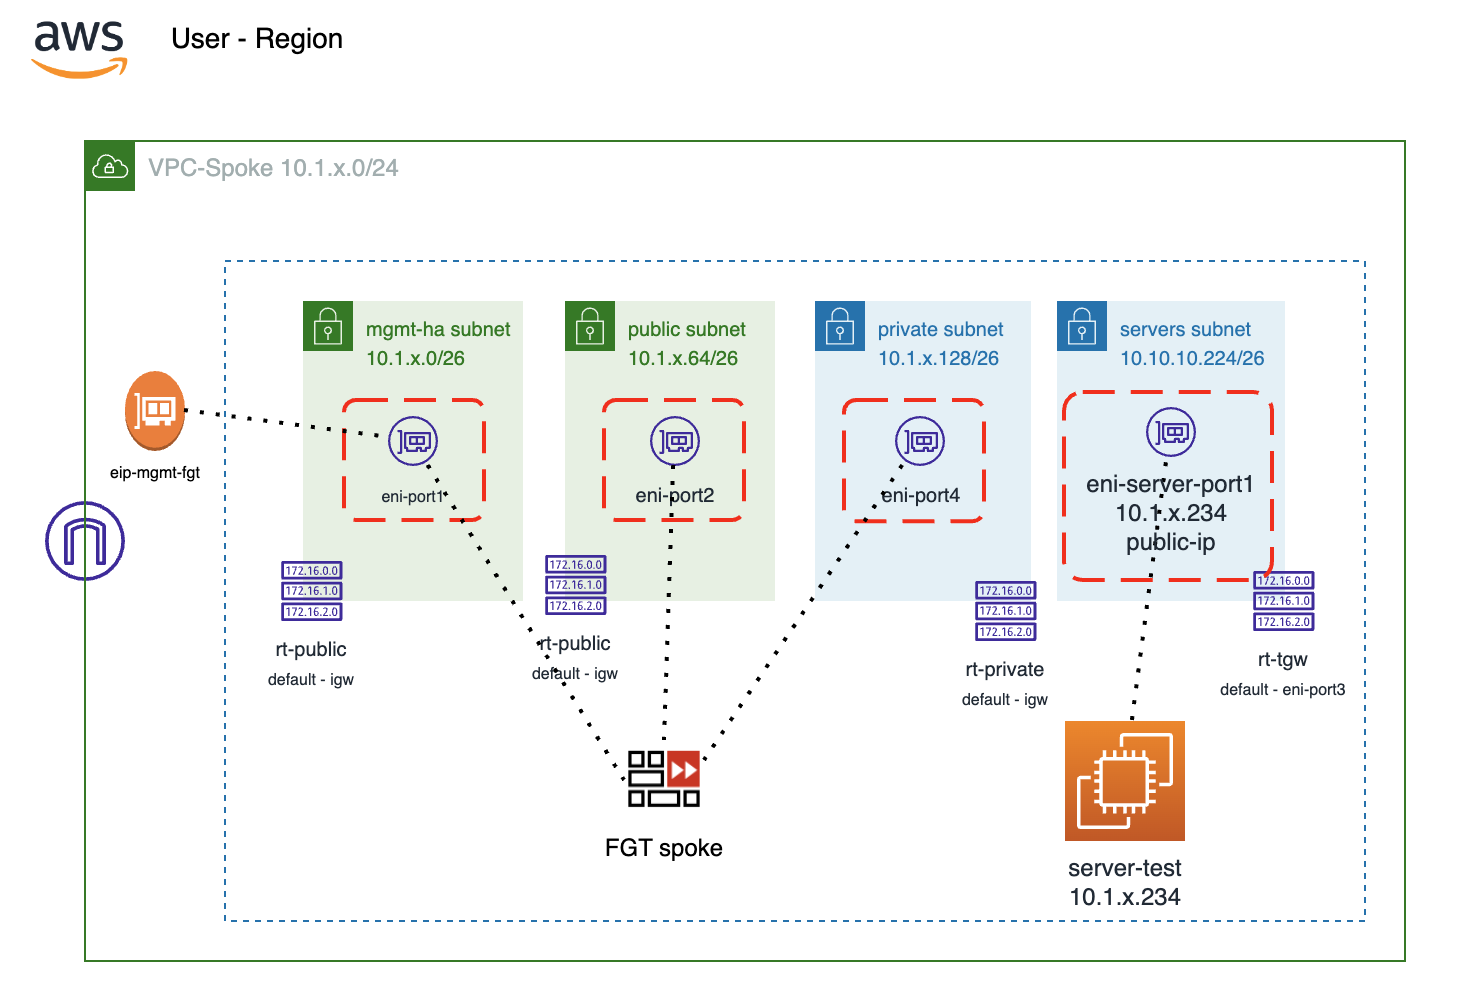 aws
User - Region
VPC-Spoke 10.1.x.0/24
mgmt-ha subnet
10.1.x.0/26
public subnet
10.1.x.64/26
private subnet
10.1.x.128/26
servers subnet
10.10.10.224/26
eip-mgmt-fgt
eni-port1
eni-port2
eni-port4
eni-server-port1
10.1.x.234
public-ip
172.16.0.0
172.16.1.0
172.16.2.0
rt-public
default - igw
172.16.0.0
172.16.1.0
172.16.2.0
rt-public
default - igw
172.16.0.0
172.16.1.0
172.16.2.0
rt-private
default - igw
172.16.0.0
172.16.1.0
172.16.2.0
rt-tgw
default - eni-port3
FGT spoke
server-test
10.1.x.234